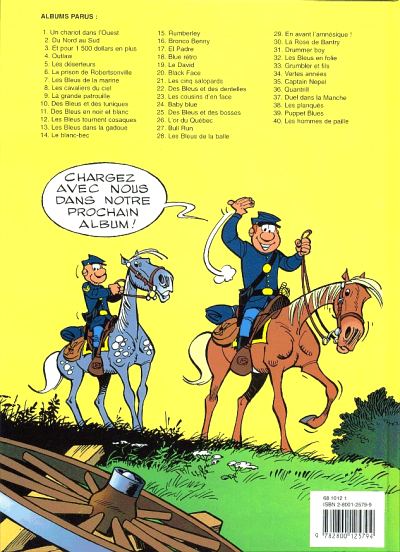 ALBUMS PARUS :
1. Un chariot dans l'Ouest
2. Du Nord au Sud
3. Et pour 1 500 dollars en plus
4. Outlaw
5. Les déserteurs
6. La prison de Robertsonville
7. Les Bleus de la marine
8. Les cavaliers du ciel
9. La grande patrouille
10. Des Bleus et des tuniques
11. Des Bleus en noir et blanc
12. Les Bleus tournent cosaques
13. Les Bleus dans la gadoue
14. Le blanc-bec
15. Rumberley
16. Bronco Benny
17. El Padre
18. Blue rétro
19. Le David
20. Black Face
21. Les cinq salopards
22. Des Bleus et des dentelles
23. Les cousins d'en face
24. Baby blue
25. Des Bleus et des bosses
26. L'or du Québec
27. Bull Run
28. Les Bleus de la balle
29. En avant l'amnésique !
30. La Rose de Bantry
31. Drummer boy
32. Les Bleus en folie
33. Grumbler et fils
34. Vertes années
35. Captain Nepel
36. Quantrill
37. Duel dans la Manche
38. Les planqués
39. Puppet Blues
40. Les hommes de paille
CHARGEZ
AVEC NOUS
DANS NOTRE
PROCHAIN
ALBUM !
68.1012.1
ISBN 2-8001-2579-9
9 782800 125794